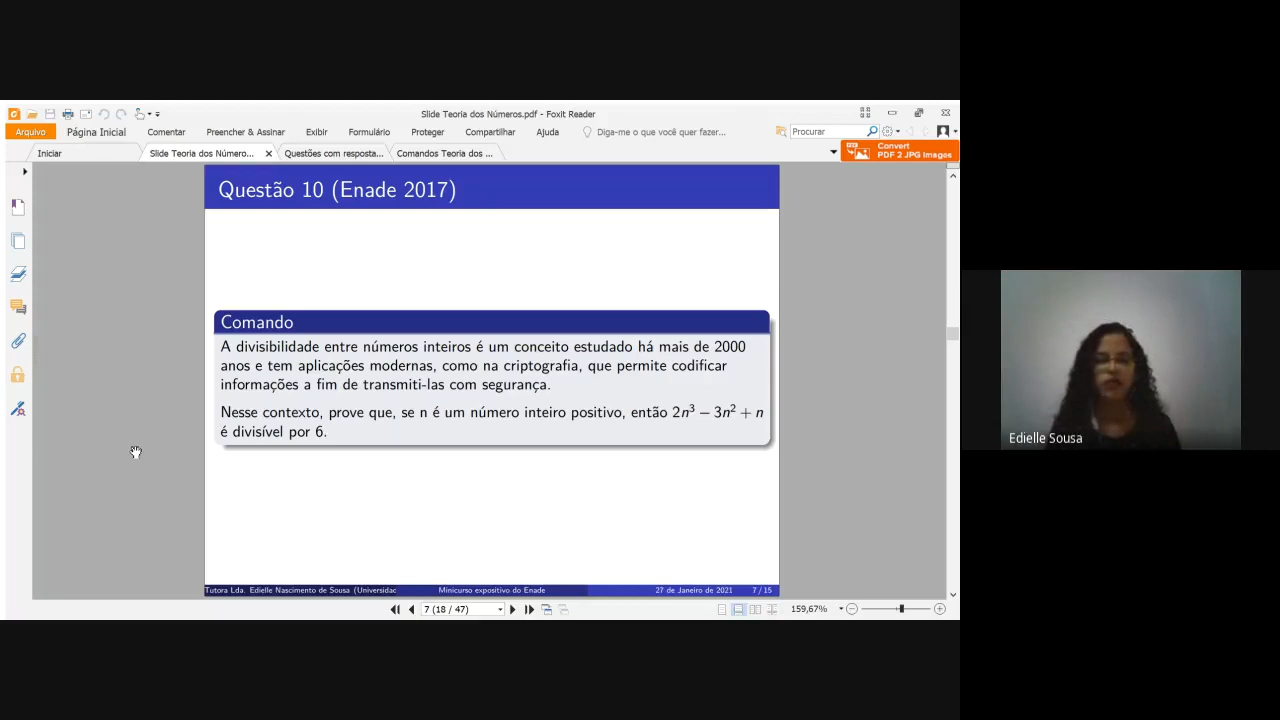 Slide Teoria dos Números.pdf - Foxit Reader
Arquivo Página Inicial Comentar Preencher & Assinar Exibir Formulário Proteger Compartilhar Ajuda Diga-me o que você quer fazer... Procurar
Iniciar Slide Teoria dos Número... Questões com resposta... Comandos Teoria dos ...
Convert
PDF 2 JPG Images
Questão 10 (Enade 2017)
Comando
A divisibilidade entre números inteiros é um conceito estudado há mais de 2000
anos e tem aplicações modernas, como na criptografia, que permite codificar
informações a fim de transmiti-las com segurança.
Nesse contexto, prove que, se n é um número inteiro positivo, então 2n³ − 3n² + n
é divisível por 6.
Edielle Sousa
Tutora Lda. Edielle Nascimento de Sousa (Universidac Minicurso expositivo do Enade 27 de Janeiro de 2021 7 / 15
7 (18 / 47) 159,67%